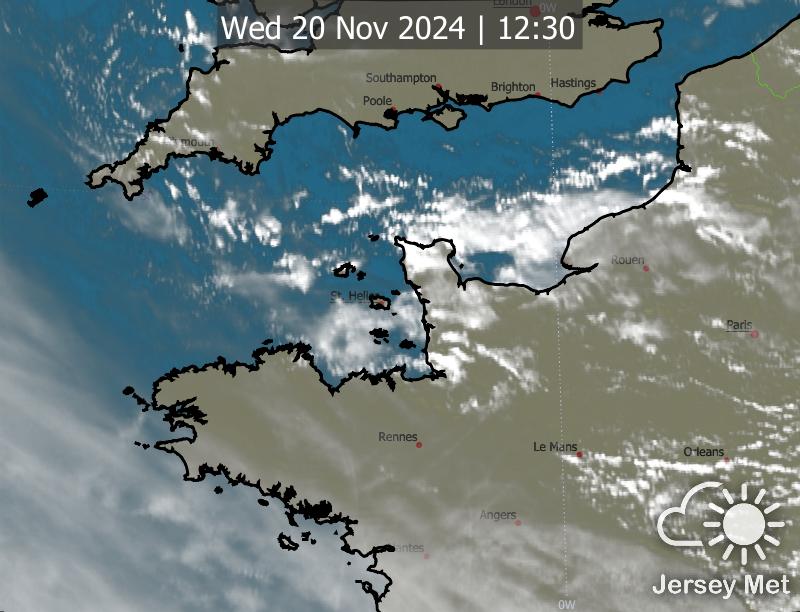 London
0W
Wed 20 Nov 2024 | 12:30
Southampton
Brighton
Hastings
Poole
Rouen
St. Helier
Paris
Rennes
Le Mans
Orleans
Angers
Jersey Met
0W